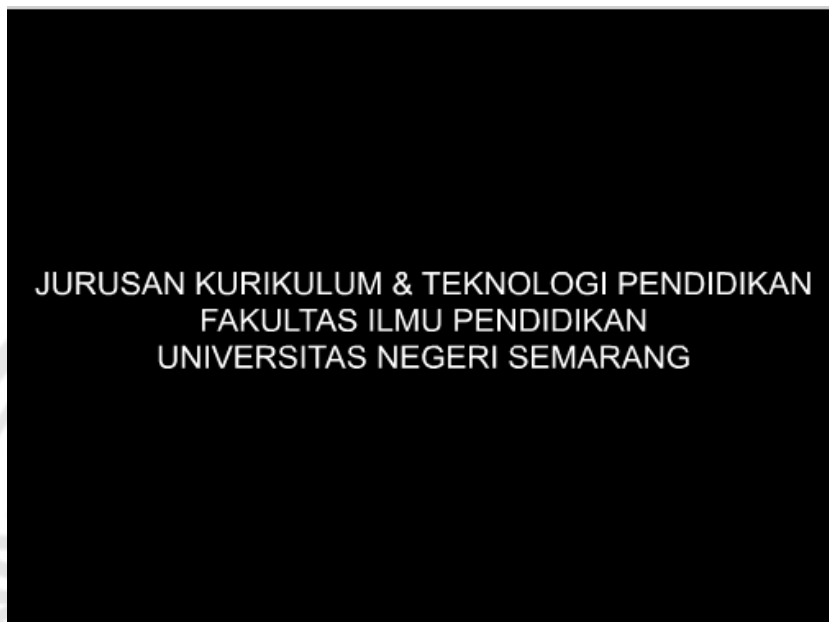 JURUSAN KURIKULUM & TEKNOLOGI PENDIDIKAN
FAKULTAS ILMU PENDIDIKAN
UNIVERSITAS NEGERI SEMARANG